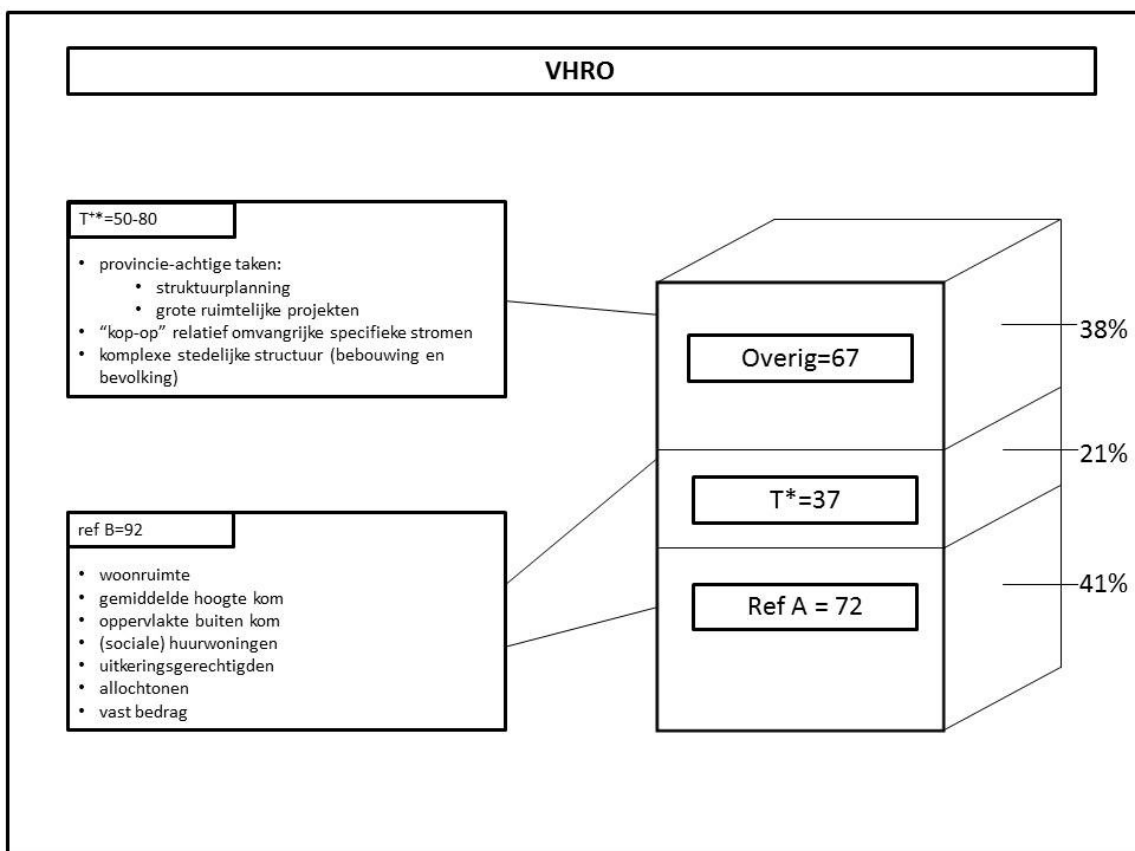 VHRO
T⁺*=50-80
• provincie-achtige taken:
• struktuurplanning
• grote ruimtelijke projekten
• “kop-op” relatief omvangrijke specifieke stromen
• komplexe stedelijke structuur (bebouwing en
bevolking)
ref B=92
• woonruimte
• gemiddelde hoogte kom
• oppervlakte buiten kom
• (sociale) huurwoningen
• uitkeringsgerechtigden
• allochtonen
• vast bedrag
Overig=67
38%
T*=37
21%
Ref A = 72
41%